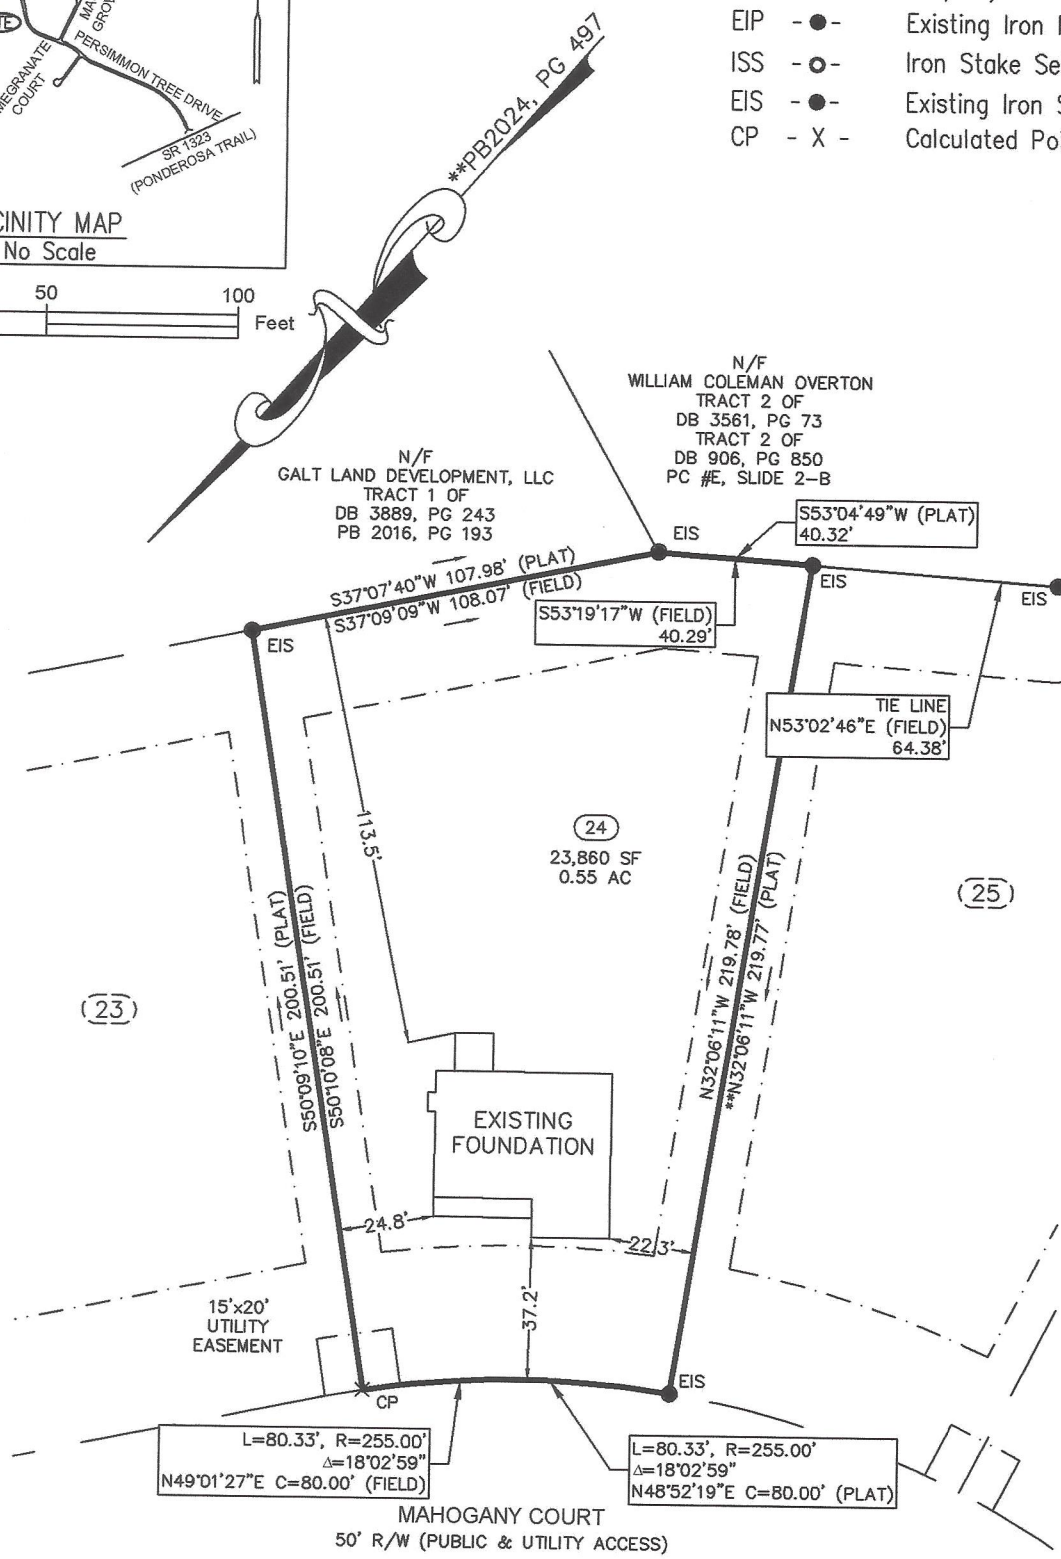 EIP -●- Existing Iron
ISS -o- Iron Stake Se
EIS -●- Existing Iron
CP - X - Calculated Poi
MEGRANATE
COURT
PERSIMMON TREE DRIVE
SR 1323
(PONDEROSA TRAIL)
CINITY MAP
No Scale
50 100
Feet
**PB2024, PG 497
N/F
WILLIAM COLEMAN OVERTON
TRACT 2 OF
DB 3561, PG 73
TRACT 2 OF
DB 906, PG 850
PC #E, SLIDE 2-B
N/F
GALT LAND DEVELOPMENT, LLC
TRACT 1 OF
DB 3889, PG 243
PB 2016, PG 193
S53°04'49"W (PLAT)
40.32'
EIS
S37°07'40"W 107.98' (PLAT)
S37°09'09"W 108.07' (FIELD)
EIS
EIS
S53°19'17"W (FIELD)
40.29'
EIS
TIE LINE
N53°02'46"E (FIELD)
64.38'
113.5'
24
23,860 SF
0.55 AC
25
23
S50°09'10"E 200.51' (PLAT)
S50°10'08"E 200.51' (FIELD)
N32°06'11"W 219.78' (FIELD)
**N32°06'11"W 219.77' (PLAT)
EXISTING
FOUNDATION
24.8'
22.3'
37.2'
15'x20'
UTILITY
EASEMENT
CP
EIS
L=80.33', R=255.00'
Δ=18°02'59"
N49°01'27"E C=80.00' (FIELD)
L=80.33', R=255.00'
Δ=18°02'59"
N48°52'19"E C=80.00' (PLAT)
MAHOGANY COURT
50' R/W (PUBLIC & UTILITY ACCESS)